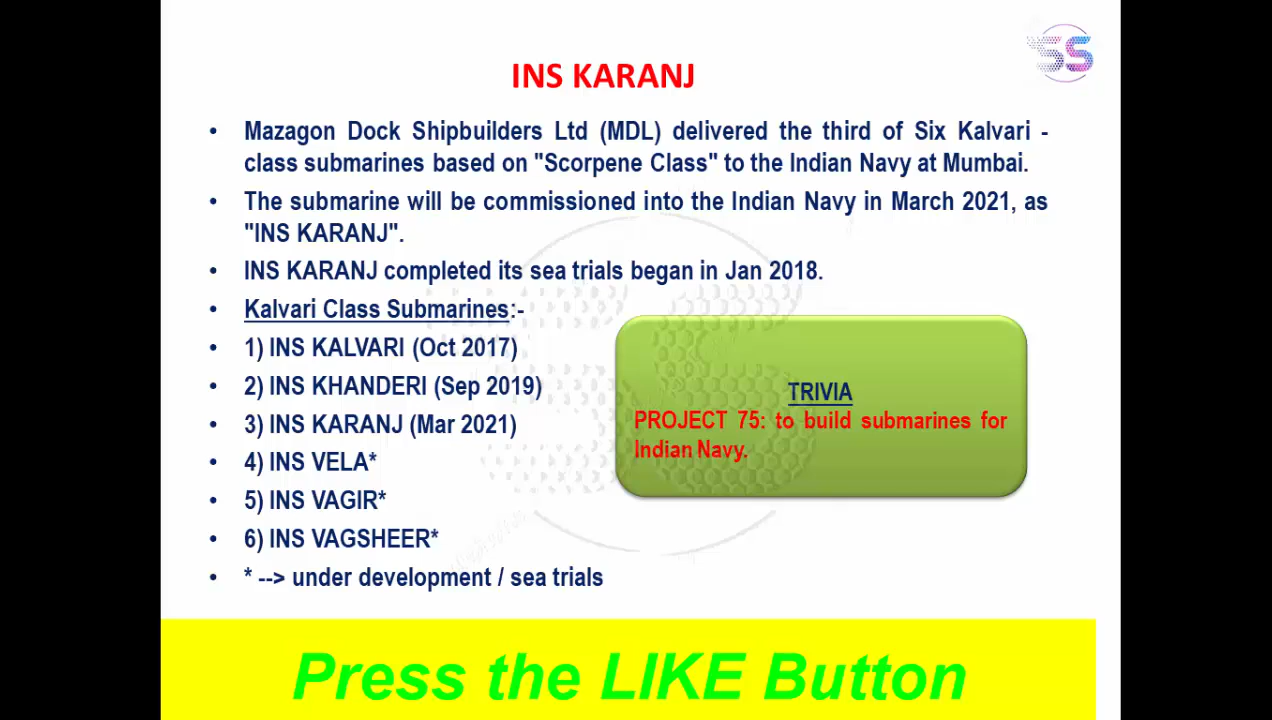 SS
INS KARANJ
• Mazagon Dock Shipbuilders Ltd (MDL) delivered the third of Six Kalvari -
class submarines based on "Scorpene Class" to the Indian Navy at Mumbai.
• The submarine will be commissioned into the Indian Navy in March 2021, as
"INS KARANJ".
• INS KARANJ completed its sea trials began in Jan 2018.
• Kalvari Class Submarines:-
• 1) INS KALVARI (Oct 2017)
• 2) INS KHANDERI (Sep 2019)
• 3) INS KARANJ (Mar 2021)
• 4) INS VELA*
• 5) INS VAGIR*
• 6) INS VAGSHEER*
• * --> under development / sea trials
TRIVIA
PROJECT 75: to build submarines for
Indian Navy.
Press the LIKE Button